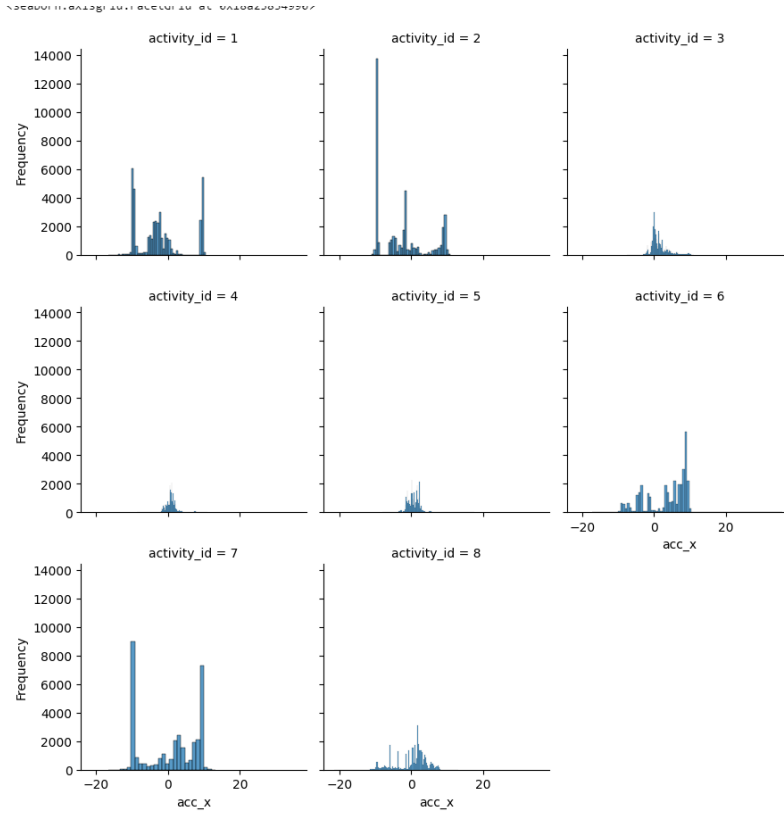 activity_id = 1
activity_id = 2
activity_id = 3
14000
12000
10000
8000
6000
4000
2000
0
Frequency
activity_id = 4
activity_id = 5
activity_id = 6
14000
12000
10000
8000
6000
4000
2000
0
Frequency
−20
0
20
acc_x
activity_id = 7
activity_id = 8
14000
12000
10000
8000
6000
4000
2000
0
Frequency
−20
0
20
−20
0
20
acc_x
acc_x